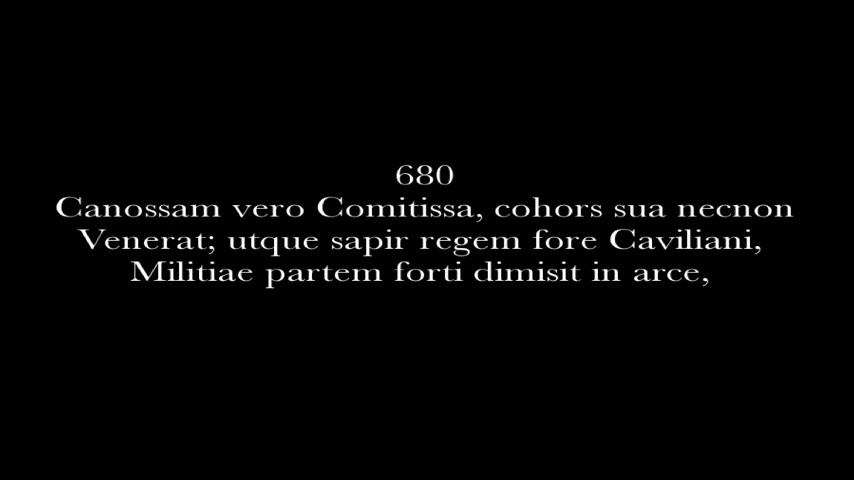 680
Canossam vero Comitissa, cohors sua necnon
Venerat; utque sapir regem fore Caviliani,
Militiae partem forti dimisit in arce,